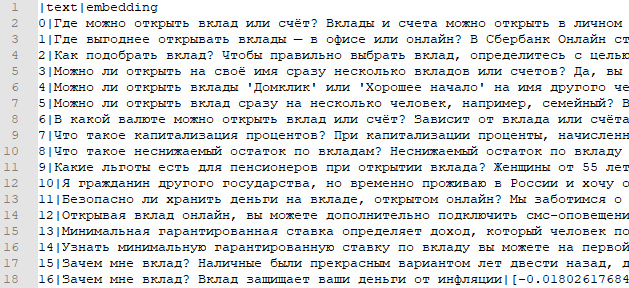 1 |text|embedding
2 0|Где можно открыть вклад или счёт? Вклады и счета можно открыть в личном
3 1|Где выгоднее открывать вклады — в офисе или онлайн? В Сбербанк Онлайн ст
4 2|Как подобрать вклад? Чтобы правильно выбрать вклад, определитесь с целью
5 3|Можно ли открыть на своё имя сразу несколько вкладов или счетов? Да, вы
6 4|Можно ли открыть вклады 'Домклик' или 'Хорошее начало' на имя другого че
7 5|Можно ли открыть вклад сразу на несколько человек, например, семейный? В
8 6|В какой валюте можно открыть вклад или счёт? Зависит от вклада или счёта
9 7|Что такое капитализация процентов? При капитализации проценты, начисленн
10 8|Что такое неснижаемый остаток по вкладам? Неснижаемый остаток по вкладу
11 9|Какие льготы есть для пенсионеров при открытии вклада? Женщины от 55 лет
12 10|Я гражданин другого государства, но временно проживаю в России и хочу о
13 11|Безопасно ли хранить деньги на вкладе, открытом онлайн? Мы заботимся о
14 12|Открывая вклад онлайн, вы можете дополнительно подключить смс-оповещени
15 13|Минимальная гарантированная ставка определяет доход, который человек по
16 14|Узнать минимальную гарантированную ставку по вкладу вы можете на первой
17 15|Зачем мне вклад? Наличные были прекрасным вариантом лет двести назад, д
18 16|Зачем мне вклад? Вклад защищает ваши деньги от инфляции|[-0.01802617684